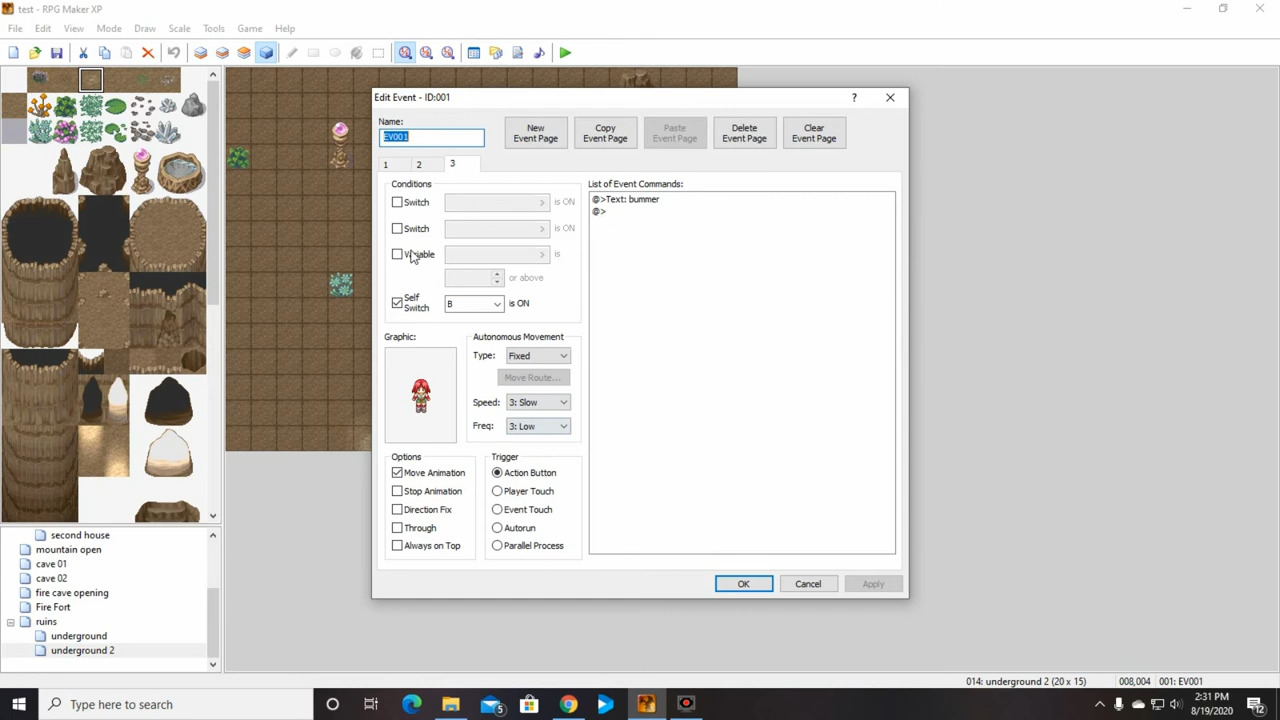 test - RPG Maker XP
File Edit View Mode Draw Scale Tools Game Help
Edit Event - ID:001
?
Name:
EV001
New Event Page
Copy Event Page
Paste Event Page
Delete Event Page
Clear Event Page
1 2 3
Conditions
Switch is ON
Switch is ON
Variable is
or above
Self Switch B is ON
Graphic:
Autonomous Movement
Type: Fixed
Move Route...
Speed: 3: Slow
Freq: 3: Low
Options
Move Animation
Stop Animation
Direction Fix
Through
Always on Top
Trigger
Action Button
Player Touch
Event Touch
Autorun
Parallel Process
List of Event Commands:
@>Text: bummer
@>
OK Cancel Apply
second house
mountain open
cave 01
cave 02
fire cave opening
Fire Fort
ruins
underground
underground 2
014: underground 2 (20 x 15) 008,004 001: EV001
Type here to search
5
2:31 PM
8/19/2020
12